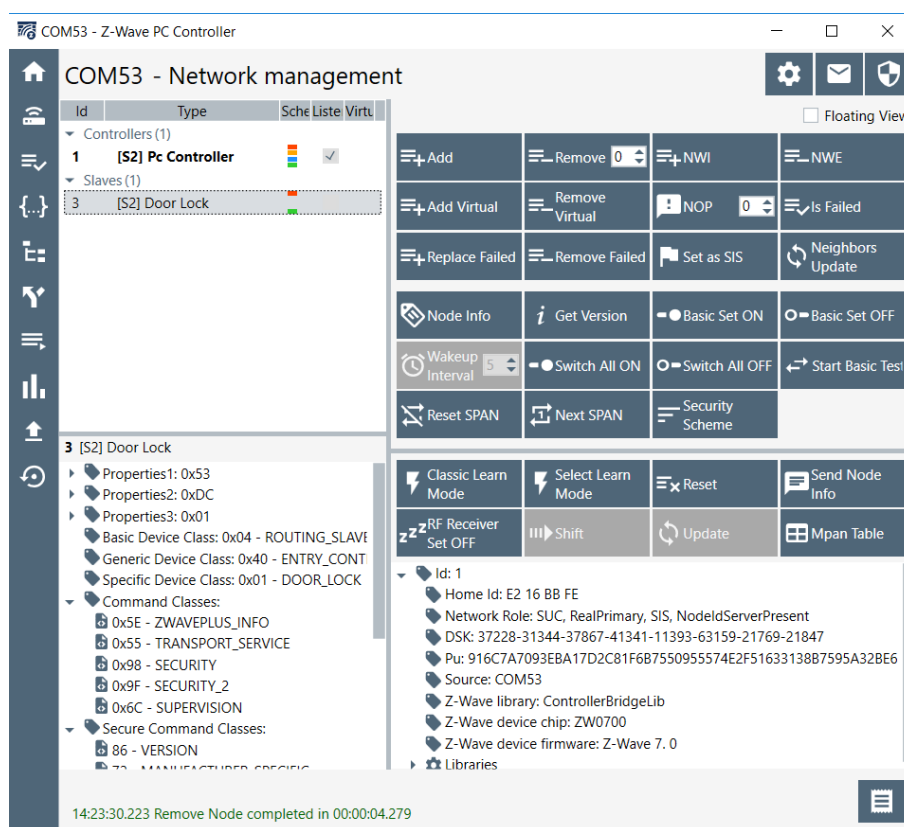 COM53 - Z-Wave PC Controller
COM53 - Network management
Id Type Sche Liste Virtu
Floating View
Controllers (1)
1 [S2] Pc Controller
Slaves (1)
3 [S2] Door Lock
Add
Remove 0
NWI
NWE
Add Virtual
Remove Virtual
NOP 0
Is Failed
Replace Failed
Remove Failed
Set as SIS
Neighbors Update
Node Info
Get Version
Basic Set ON
Basic Set OFF
Wakeup Interval 5
Switch All ON
Switch All OFF
Start Basic Test
Reset SPAN
Next SPAN
Security Scheme
3 [S2] Door Lock
Properties1: 0x53
Properties2: 0xDC
Properties3: 0x01
Basic Device Class: 0x04 - ROUTING_SLAVE
Generic Device Class: 0x40 - ENTRY_CONT
Specific Device Class: 0x01 - DOOR_LOCK
Command Classes:
0x5E - ZWAVEPLUS_INFO
0x55 - TRANSPORT_SERVICE
0x98 - SECURITY
0x9F - SECURITY_2
0x6C - SUPERVISION
Secure Command Classes:
86 - VERSION
72 - MANUFACTURER SPECIFIC
Classic Learn Mode
Select Learn Mode
Reset
Send Node Info
zzZ RF Receiver Set OFF
Shift
Update
Mpan Table
Id: 1
Home Id: E2 16 BB FE
Network Role: SUC, RealPrimary, SIS, NodeIdServerPresent
DSK: 37228-31344-37867-41341-11393-63159-21769-21847
Pu: 916C7A7093EBA17D2C81F6B7550955574E2F51633138B7595A32BE6
Source: COM53
Z-Wave library: ControllerBridgeLib
Z-Wave device chip: ZW0700
Z-Wave device firmware: Z-Wave 7. 0
Libraries
14:23:30.223 Remove Node completed in 00:00:04.279